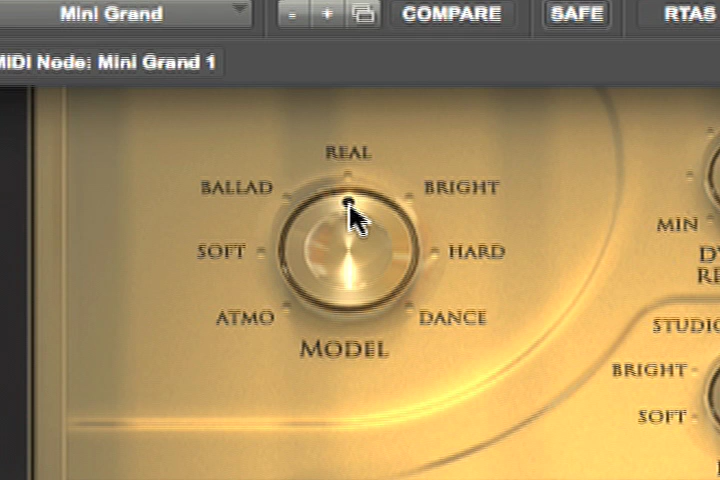 Mini Grand - + COMPARE SAFE RTAS
MIDI Node: Mini Grand 1
REAL
BALLAD BRIGHT
SOFT HARD
ATMO DANCE
MODEL
MIN
STUDIO
BRIGHT
SOFT